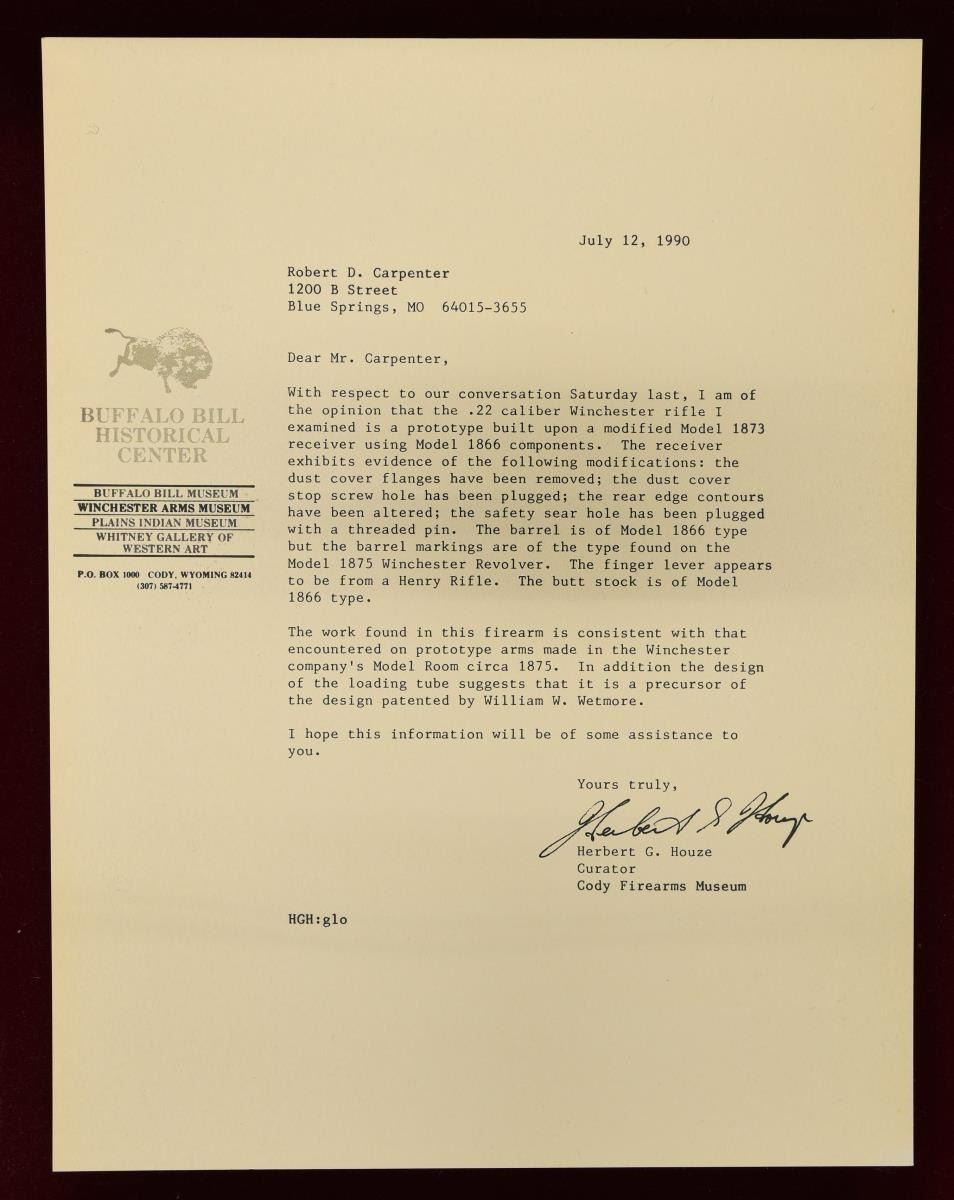 July 12, 1990
Robert D. Carpenter
1200 B Street
Blue Springs, MO  64015-3655
Dear Mr. Carpenter,
With respect to our conversation Saturday last, I am of
the opinion that the .22 caliber Winchester rifle I
examined is a prototype built upon a modified Model 1873
receiver using Model 1866 components.  The receiver
exhibits evidence of the following modifications: the
dust cover flanges have been removed; the dust cover
stop screw hole has been plugged; the rear edge contours
have been altered; the safety sear hole has been plugged
with a threaded pin.  The barrel is of Model 1866 type
but the barrel markings are of the type found on the
Model 1875 Winchester Revolver.  The finger lever appears
to be from a Henry Rifle.  The butt stock is of Model
1866 type.
The work found in this firearm is consistent with that
encountered on prototype arms made in the Winchester
company's Model Room circa 1875.  In addition the design
of the loading tube suggests that it is a precursor of
the design patented by William W. Wetmore.
I hope this information will be of some assistance to
you.
Yours truly,
Herbert G Houze
Herbert G. Houze
Curator
Cody Firearms Museum
HGH:glo
BUFFALO BILL
HISTORICAL
CENTER
BUFFALO BILL MUSEUM
WINCHESTER ARMS MUSEUM
PLAINS INDIAN MUSEUM
WHITNEY GALLERY OF
WESTERN ART
P.O. BOX 1000  CODY, WYOMING 82414
(307) 587-4771